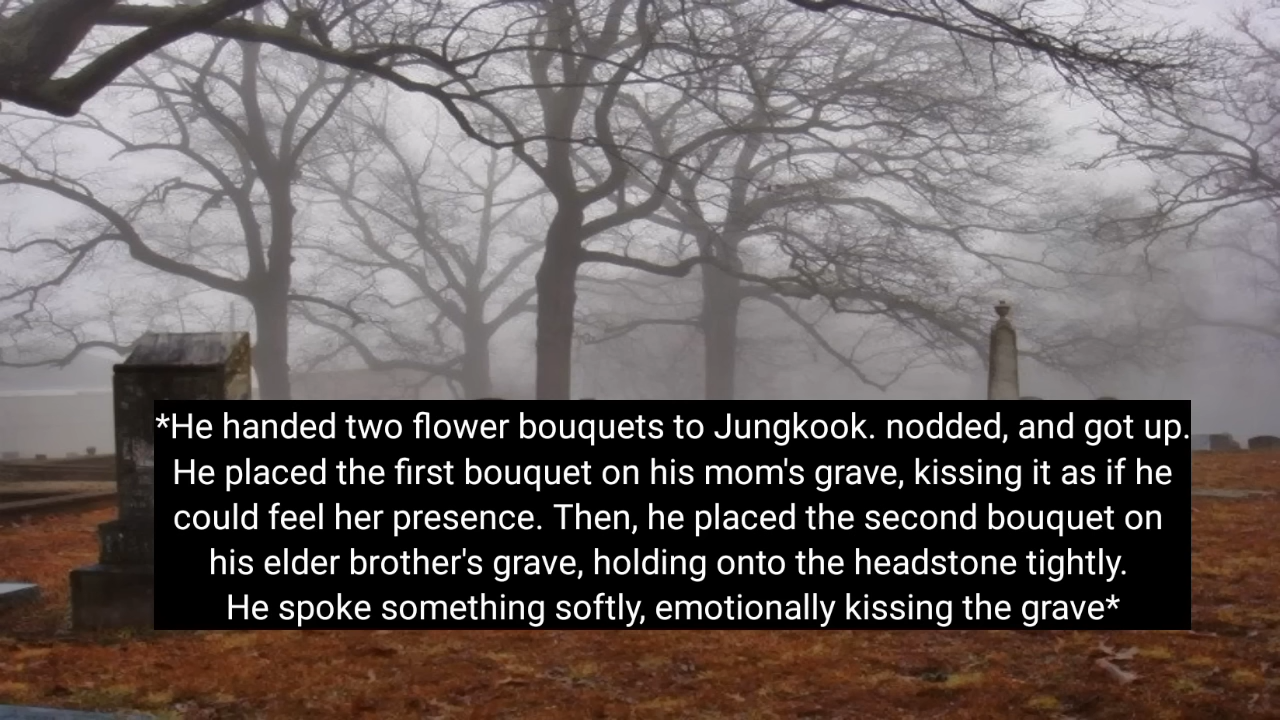 *He handed two flower bouquets to Jungkook. nodded, and got up.
He placed the first bouquet on his mom's grave, kissing it as if he
could feel her presence. Then, he placed the second bouquet on
his elder brother's grave, holding onto the headstone tightly.
He spoke something softly, emotionally kissing the grave*